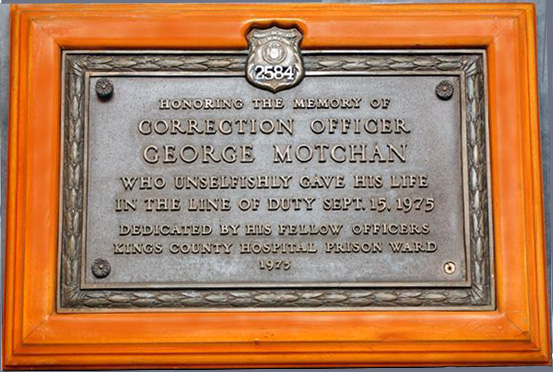 2584
HONORING THE MEMORY OF
CORRECTION OFFICER
GEORGE MOTCHAN
WHO UNSELFISHLY GAVE HIS LIFE
IN THE LINE OF DUTY SEPT. 15, 1975
DEDICATED BY HIS FELLOW OFFICERS
KINGS COUNTY HOSPITAL PRISON WARD
1975